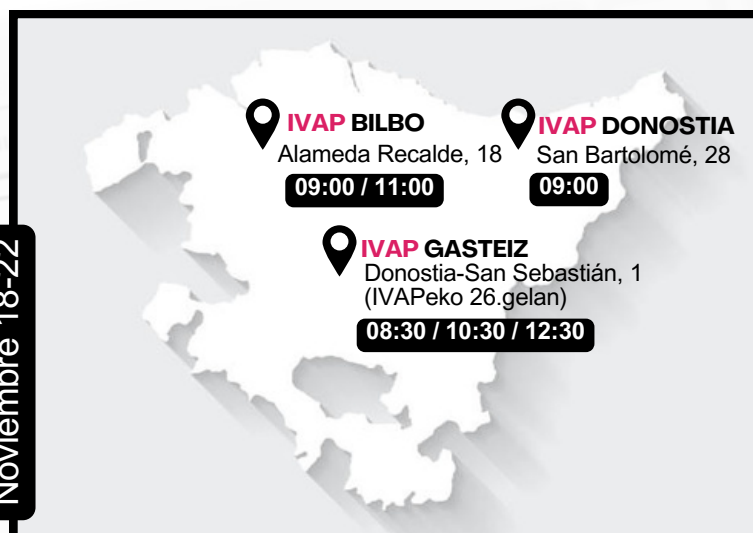 IVAP BILBO
Alameda Recalde, 18
09:00 / 11:00
IVAP DONOSTIA
San Bartolomé, 28
09:00
IVAP GASTEIZ
Donostia-San Sebastián, 1
(IVAPeko 26.gelan)
08:30 / 10:30 / 12:30
Noviembre 18-22